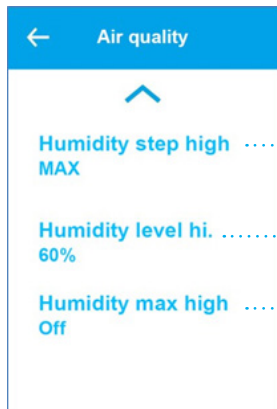 Air quality
Humidity step high
MAX
Humidity level hi.
60%
Humidity max high
Off